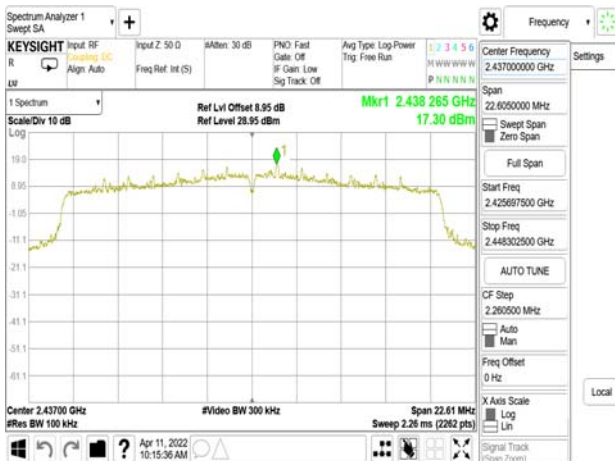 Spectrum Analyzer 1
Swept SA
Frequency
KEYSIGHT
R
Input: RF
Coupling: DC
Align: Auto
Input Z: 50 Ω
Freq Ref: Int (S)
#Atten: 30 dB
PNO: Fast
Gate: Off
IF Gain: Low
Sig Track: Off
Avg Type: Log-Power
Trig: Free Run
1 2 3 4 5 6
M W W W W W
P N N N N N
1 Spectrum
Scale/Div 10 dB
Log
Ref Lvl Offset 8.95 dB
Ref Level 28.95 dBm
Mkr1 2.438 265 GHz
17.30 dBm
1
19.0
8.95
-1.05
-11.1
-21.1
-31.1
-41.1
-51.1
-61.1
Center 2.43700 GHz
#Res BW 100 kHz
#Video BW 300 kHz
Span 22.61 MHz
Sweep 2.26 ms (2262 pts)
?
Apr 11, 2022
10:15:36 AM
Center Frequency
2.437000000 GHz
Span
22.6050000 MHz
Swept Span
Zero Span
Full Span
Start Freq
2.425697500 GHz
Stop Freq
2.448302500 GHz
AUTO TUNE
CF Step
2.260500 MHz
Auto
Man
Freq Offset
0 Hz
X Axis Scale
Log
Lin
Signal Track
(Span Zoom)
Settings
Local